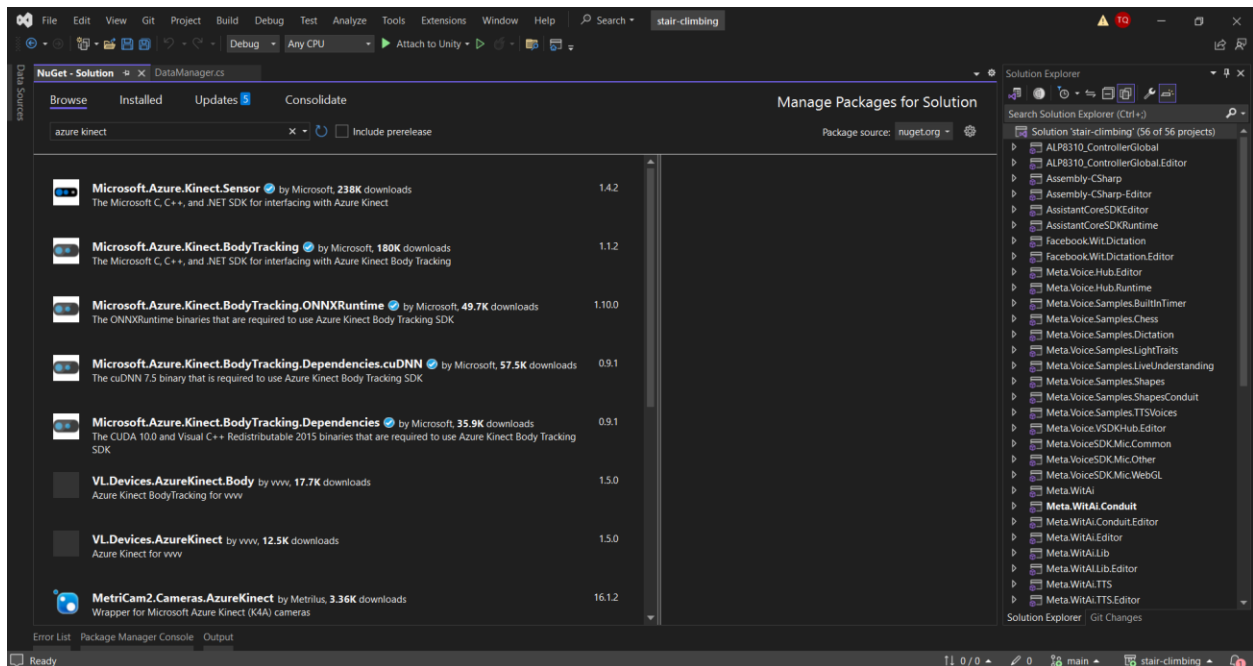 File Edit View Git Project Build Debug Test Analyze Tools Extensions Window Help Search stair-climbing TQ
Debug Any CPU Attach to Unity
Data Sources
NuGet - Solution DataManager.cs
Browse Installed Updates 5 Consolidate
Manage Packages for Solution
azure kinect
Include prerelease
Package source: nuget.org
Microsoft.Azure.Kinect.Sensor by Microsoft, 238K downloads 1.4.2
The Microsoft C, C++, and .NET SDK for interfacing with Azure Kinect
Microsoft.Azure.Kinect.BodyTracking by Microsoft, 180K downloads 1.1.2
The Microsoft C, C++, and .NET SDK for interfacing with Azure Kinect Body Tracking
Microsoft.Azure.Kinect.BodyTracking.ONNXRuntime by Microsoft, 49.7K downloads 1.10.0
The ONNXRuntime binaries that are required to use Azure Kinect Body Tracking SDK
Microsoft.Azure.Kinect.BodyTracking.Dependencies.cuDNN by Microsoft, 57.5K downloads 0.9.1
The cuDNN 7.5 binary that is required to use Azure Kinect Body Tracking SDK
Microsoft.Azure.Kinect.BodyTracking.Dependencies by Microsoft, 35.9K downloads 0.9.1
The CUDA 10.0 and Visual C++ Redistributable 2015 binaries that are required to use Azure Kinect Body Tracking
SDK
VL.Devices.AzureKinect.Body by vvvv, 17.7K downloads 1.5.0
Azure Kinect BodyTracking for vvvv
VL.Devices.AzureKinect by vvvv, 12.5K downloads 1.5.0
Azure Kinect for vvvv
MetriCam2.Cameras.AzureKinect by Metrilus, 3.36K downloads 16.1.2
Wrapper for Microsoft Azure Kinect (K4A) cameras
Solution Explorer
Search Solution Explorer (Ctrl+;)
Solution 'stair-climbing' (56 of 56 projects)
ALP8310_ControllerGlobal
ALP8310_ControllerGlobal.Editor
Assembly-CSharp
Assembly-CSharp-Editor
AssistantCoreSDKEditor
AssistantCoreSDKRuntime
Facebook.Wit.Dictation
Facebook.Wit.Dictation.Editor
Meta.Voice.Hub.Editor
Meta.Voice.Hub.Runtime
Meta.Voice.Samples.BuiltInTimer
Meta.Voice.Samples.Chess
Meta.Voice.Samples.Dictation
Meta.Voice.Samples.LightTraits
Meta.Voice.Samples.LiveUnderstanding
Meta.Voice.Samples.Shapes
Meta.Voice.Samples.ShapesConduit
Meta.Voice.Samples.TTSVoices
Meta.Voice.VSDKHub.Editor
Meta.VoiceSDK.Mic.Common
Meta.VoiceSDK.Mic.Other
Meta.VoiceSDK.Mic.WebGL
Meta.WitAi
Meta.WitAi.Conduit
Meta.WitAi.Conduit.Editor
Meta.WitAi.Editor
Meta.WitAi.Lib
Meta.WitAI.Lib.Editor
Meta.WitAi.TTS
Meta.WitAi.TTS.Editor
Solution Explorer Git Changes
Error List Package Manager Console Output
Ready 0 / 0 0 main stair-climbing